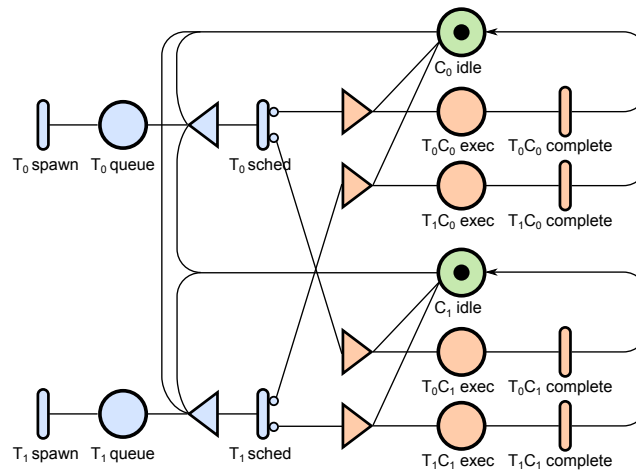 C₀ idle
T₀ spawn T₀ queue T₀ sched T₀C₀ exec T₀C₀ complete
T₁C₀ exec T₁C₀ complete
C₁ idle
T₀C₁ exec T₀C₁ complete
T₁ spawn T₁ queue T₁ sched T₁C₁ exec T₁C₁ complete